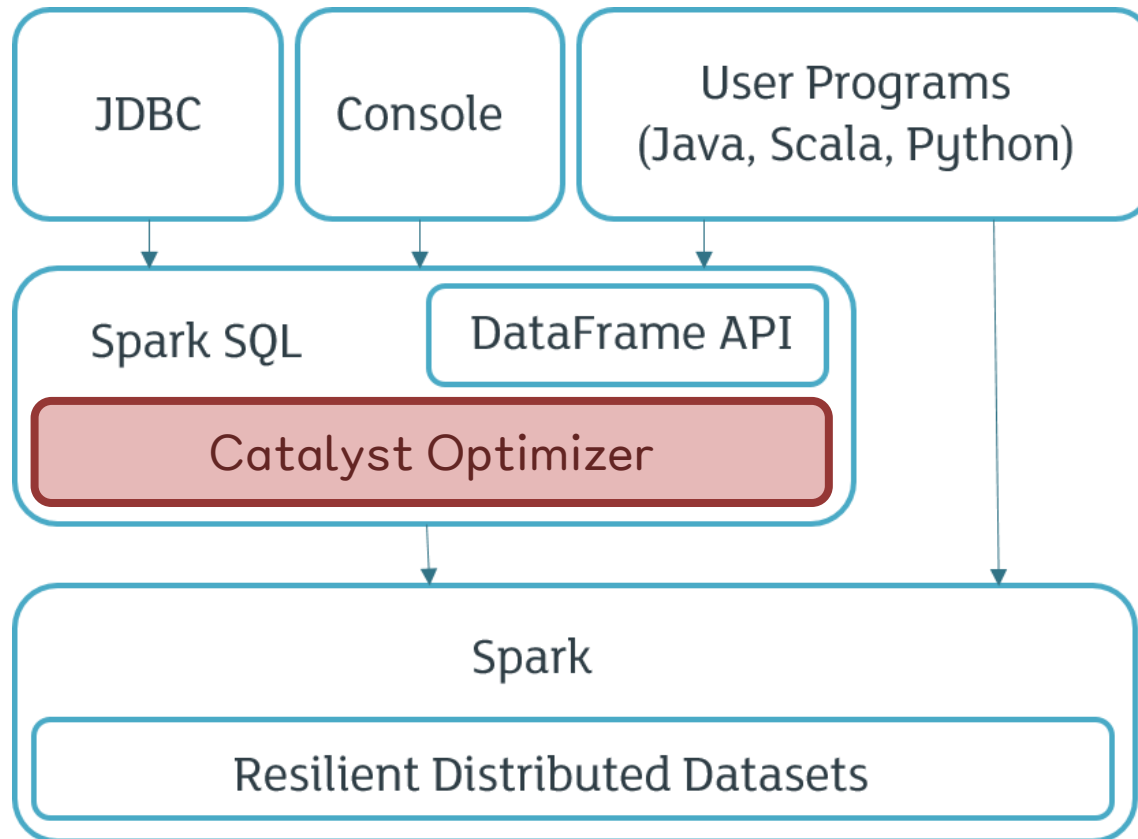 JDBC
Console
User Programs
(Java, Scala, Python)
Spark SQL
DataFrame API
Catalyst Optimizer
Spark
Resilient Distributed Datasets